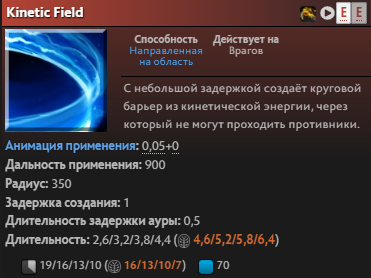 Kinetic Field
E E
Способность Действует на
Направленная Врагов
на область
С небольшой задержкой создаёт круговой
барьер из кинетической энергии, через
который не могут проходить противники.
Анимация применения: 0,05+0
Дальность применения: 900
Радиус: 350
Задержка создания: 1
Длительность задержки ауры: 0,5
Длительность: 2,6/3,2/3,8/4,4 ( 4,6/5,2/5,8/6,4)
19/16/13/10 ( 16/13/10/7) 70